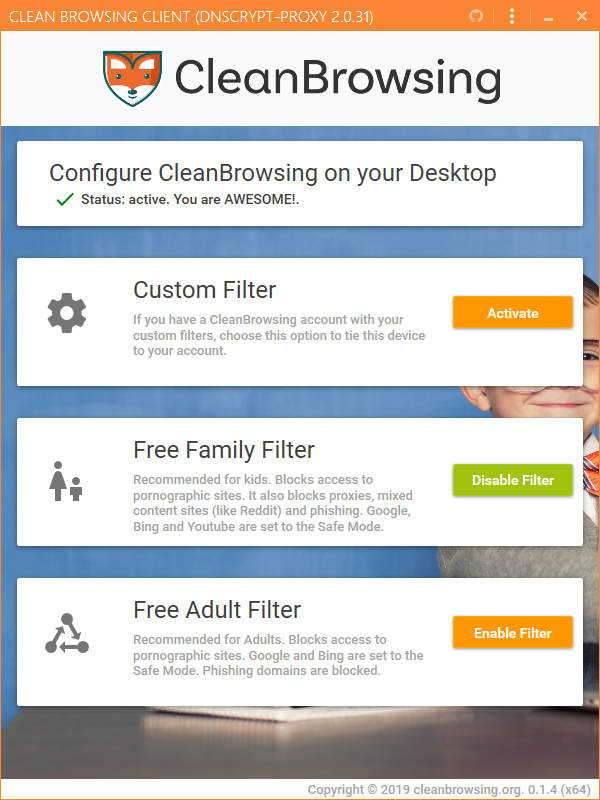 CLEAN BROWSING CLIENT (DNSCRYPT-PROXY 2.0.31)
CleanBrowsing
Configure CleanBrowsing on your Desktop
Status: active. You are AWESOME!.
Custom Filter
If you have a CleanBrowsing account with your
custom filters, choose this option to tie this device
to your account.
Activate
Free Family Filter
Recommended for kids. Blocks access to
pornographic sites. It also blocks proxies, mixed
content sites (like Reddit) and phishing. Google,
Bing and Youtube are set to the Safe Mode.
Disable Filter
Free Adult Filter
Recommended for Adults. Blocks access to
pornographic sites. Google and Bing are set to the
Safe Mode. Phishing domains are blocked.
Enable Filter
Copyright © 2019 cleanbrowsing.org. 0.1.4 (x64)